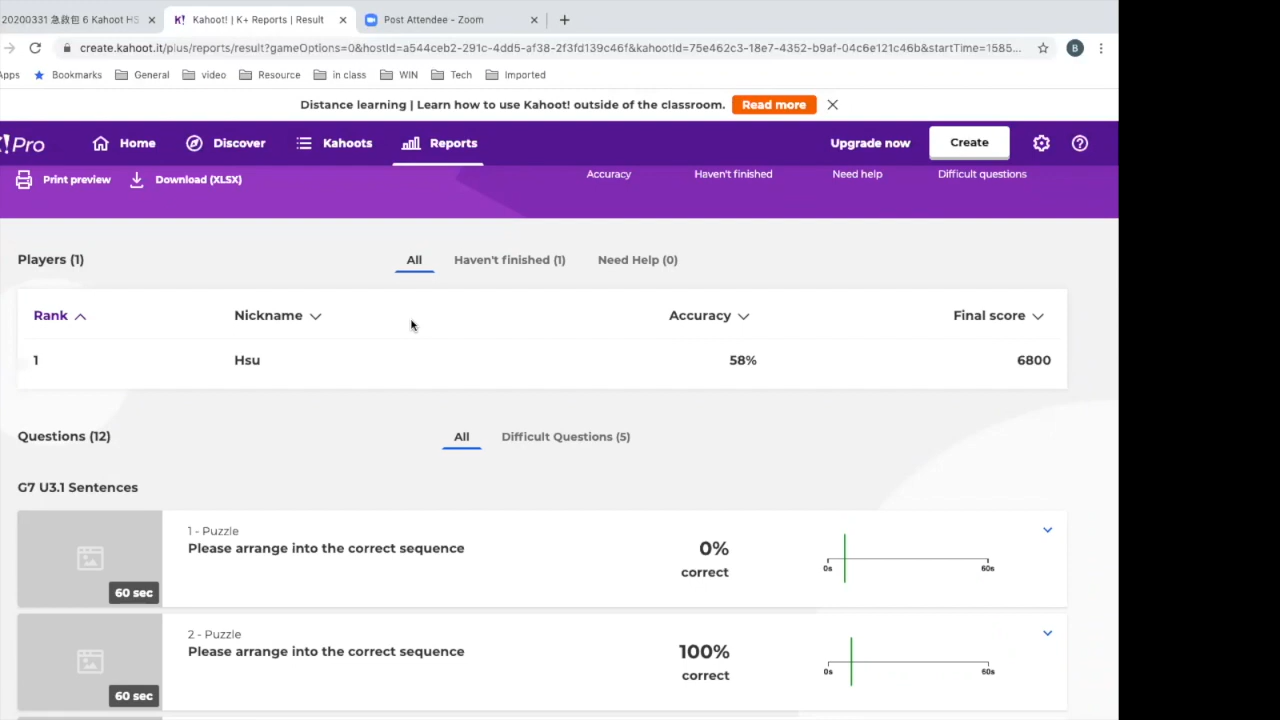 20200331 急救包 6 Kahoot HS
Kahoot! | K+ Reports | Result
Post Attendee - Zoom
create.kahoot.it/plus/reports/result?gameOptions=0&hostId=a544ceb2-291c-4dd5-af38-2f3fd139c46f&kahootId=75e462c3-18e7-4352-b9af-04c6e121c46b&startTime=1585...
B
Apps Bookmarks General video Resource in class WIN Tech Imported
Distance learning | Learn how to use Kahoot! outside of the classroom. Read more
K!Pro Home Discover Kahoots Reports Upgrade now Create
Print preview Download (XLSX) Accuracy Haven't finished Need help Difficult questions
Players (1) All Haven't finished (1) Need Help (0)
Rank Nickname Accuracy Final score
1 Hsu 58% 6800
Questions (12) All Difficult Questions (5)
G7 U3.1 Sentences
1 - Puzzle
Please arrange into the correct sequence
60 sec
0%
correct
0s 60s
2 - Puzzle
Please arrange into the correct sequence
60 sec
100%
correct
0s 60s